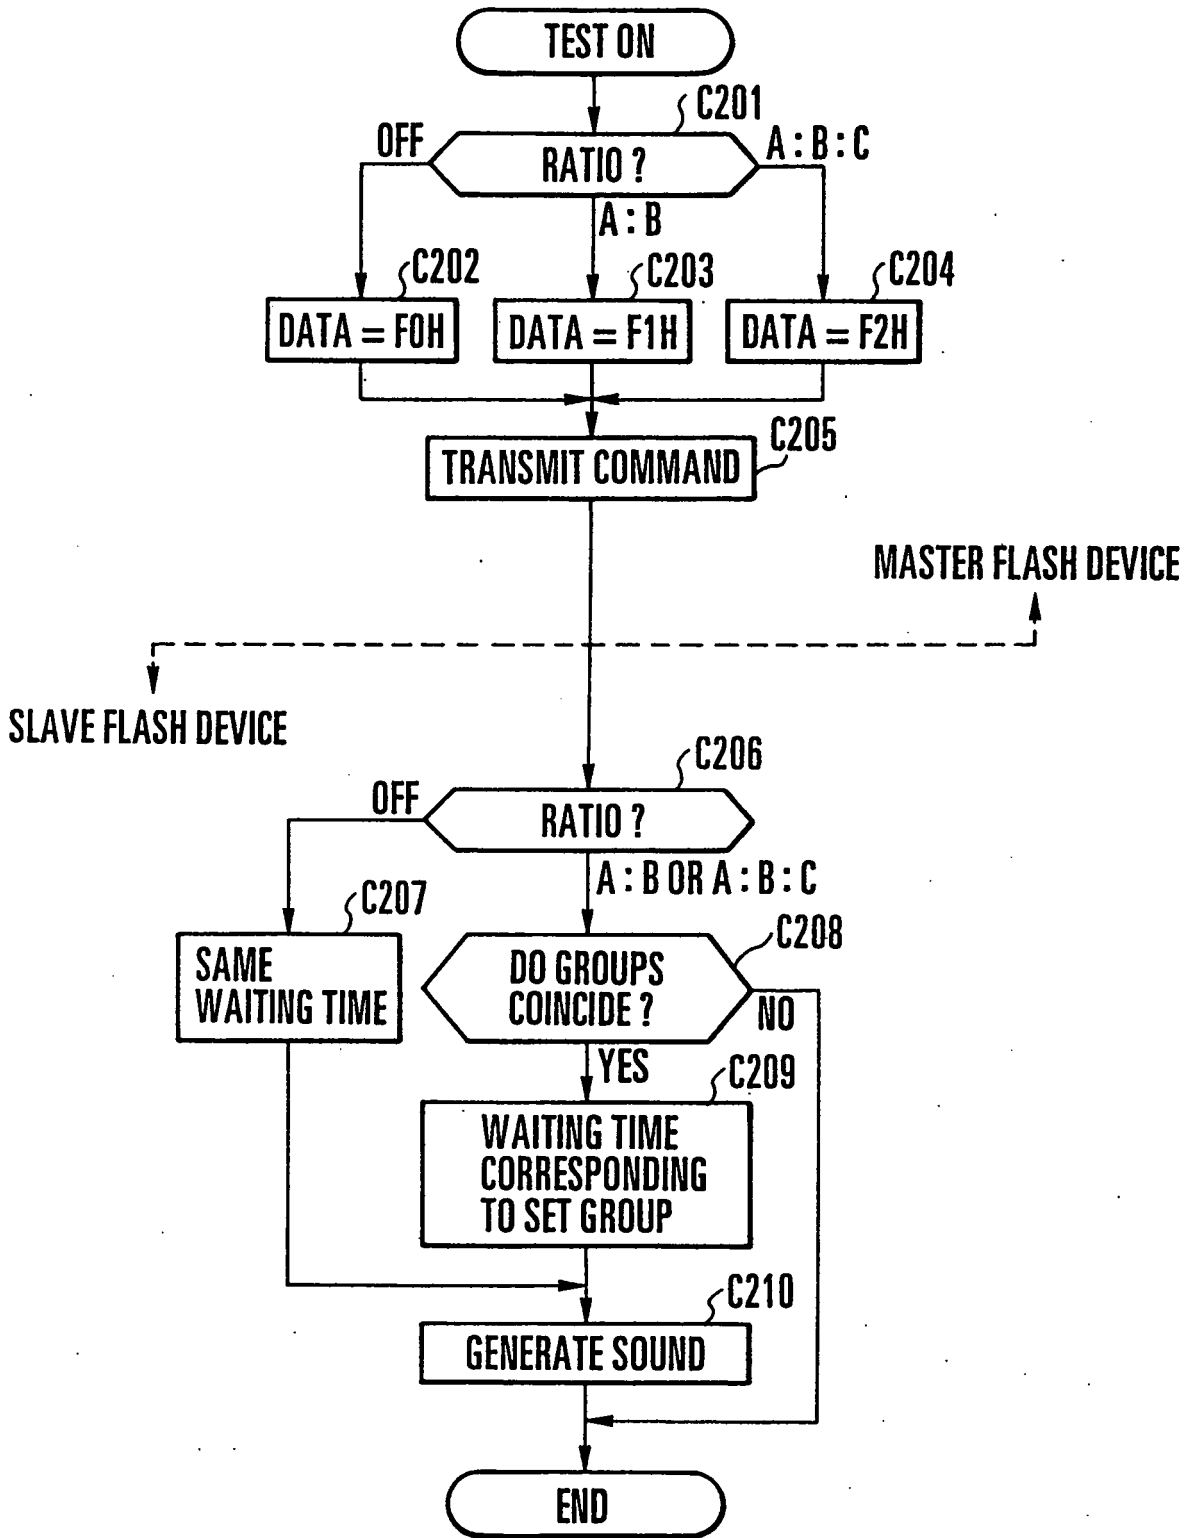 TEST ON
C201
OFF
RATIO ?
A : B : C
A : B
C202
C203
C204
DATA = F0H
DATA = F1H
DATA = F2H
C205
TRANSMIT COMMAND
MASTER FLASH DEVICE
SLAVE FLASH DEVICE
C206
OFF
RATIO ?
A : B OR A : B : C
C207
C208
SAME
WAITING TIME
DO GROUPS
COINCIDE ?
NO
YES
C209
WAITING TIME
CORRESPONDING
TO SET GROUP
C210
GENERATE SOUND
END